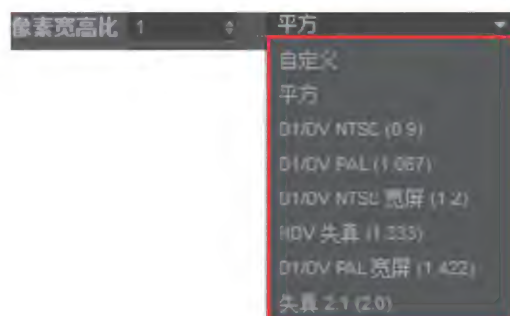 像素宽高比 1 平方
自定义
平方
D1/DV NTSC (0.9)
D1/DV PAL (1.067)
D1/DV NTSC 宽屏 (1.2)
HDV 失真 (1.333)
D1/DV PAL 宽屏 (1.422)
失真 2:1 (2.0)